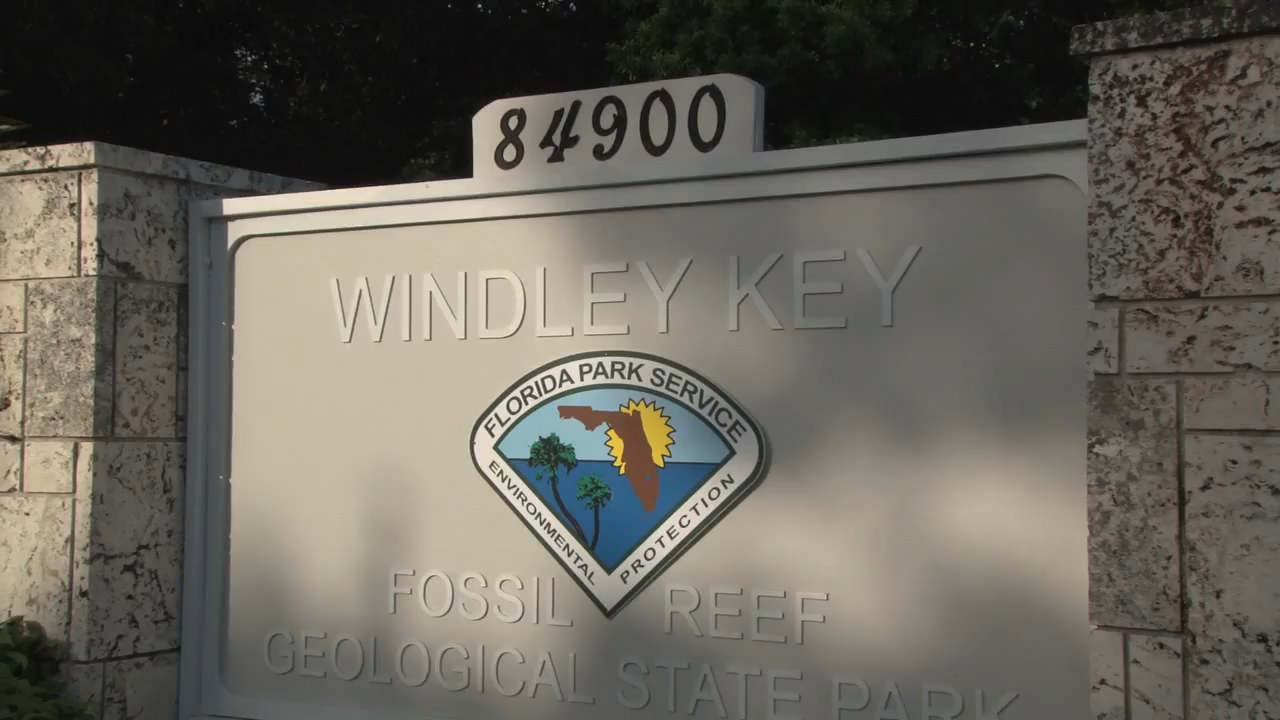 84900
WINDLEY KEY
FLORIDA PARK SERVICE
ENVIRONMENTAL PROTECTION
FOSSIL REEF
GEOLOGICAL STATE PARK